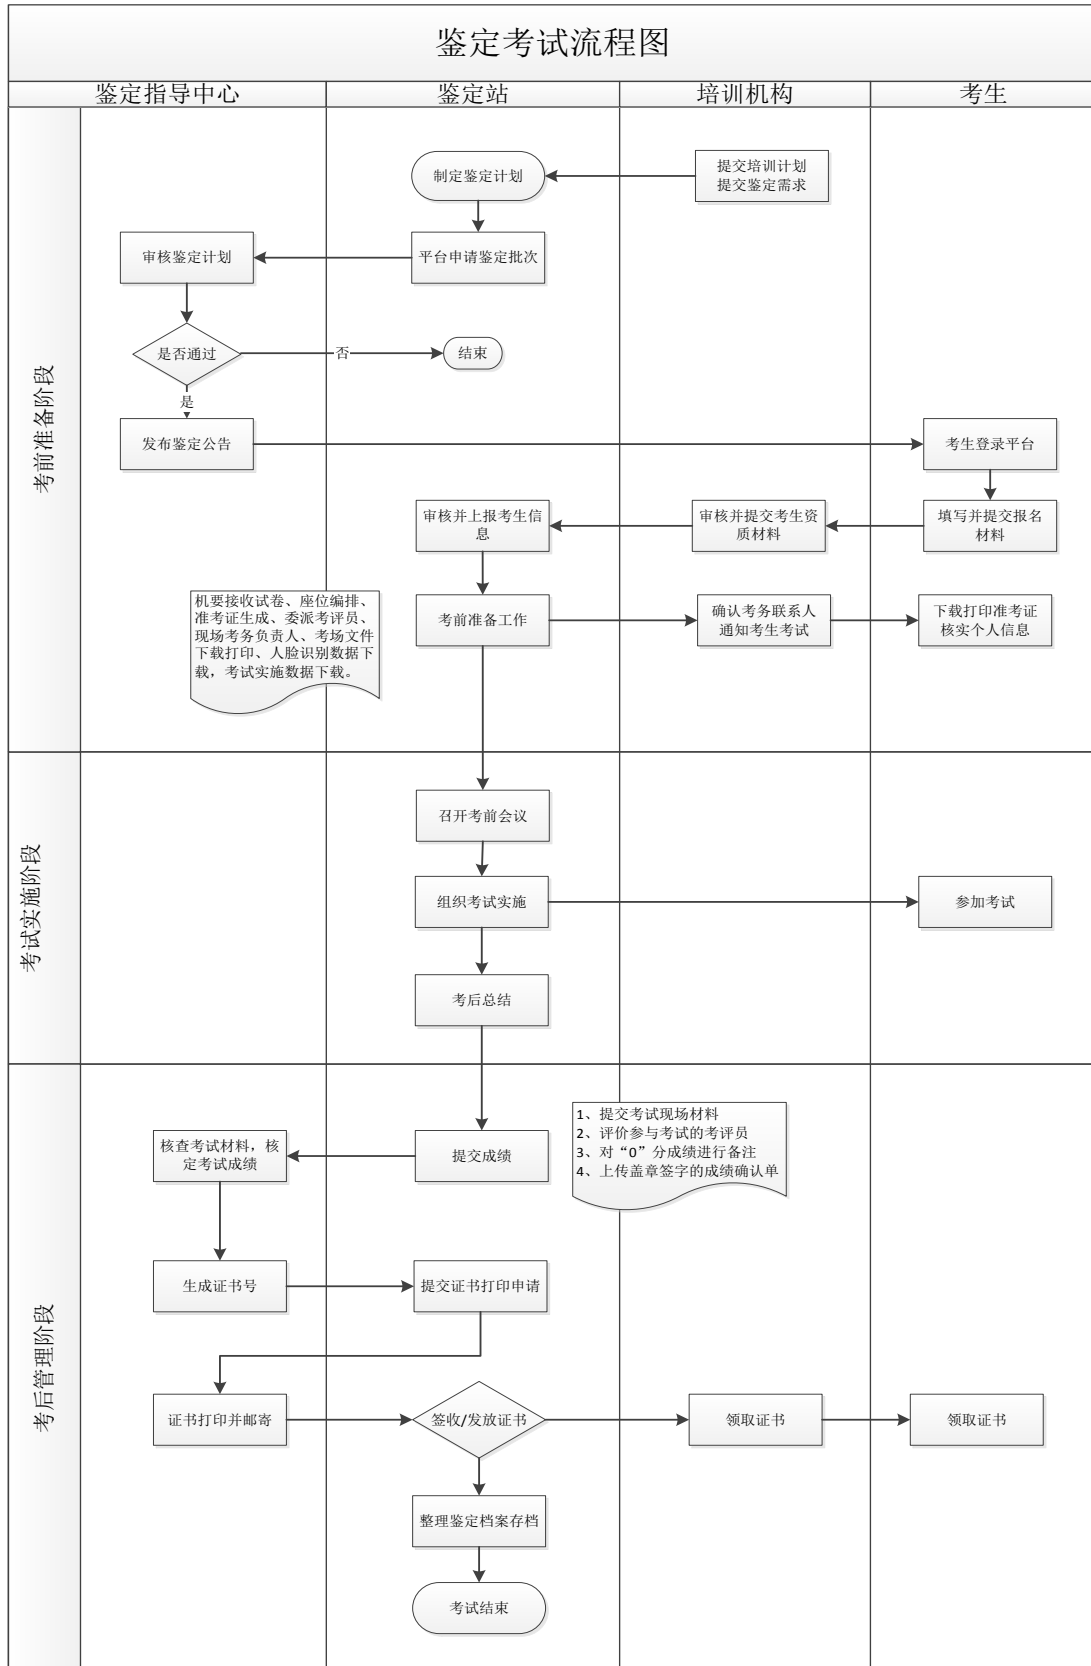 鉴定考试流程图
鉴定指导中心
鉴定站
培训机构
考生
考前准备阶段
制定鉴定计划
提交培训计划
提交鉴定需求
审核鉴定计划
平台申请鉴定批次
是否通过
否
结束
是
发布鉴定公告
考生登录平台
审核并上报考生信
息
审核并提交考生资
质材料
填写并提交报名
材料
机要接收试卷、座位编排、
准考证生成、委派考评员、
现场考务负责人、考场文件
下载打印、人脸识别数据下
载，考试实施数据下载。
考前准备工作
确认考务联系人
通知考生考试
下载打印准考证
核实个人信息
考试实施阶段
召开考前会议
组织考试实施
参加考试
考后总结
考后管理阶段
核查考试材料，核
定考试成绩
提交成绩
1、提交考试现场材料
2、评价参与考试的考评员
3、对“0”分成绩进行备注
4、上传盖章签字的成绩确认单
生成证书号
提交证书打印申请
证书打印并邮寄
签收/发放证书
领取证书
领取证书
整理鉴定档案存档
考试结束